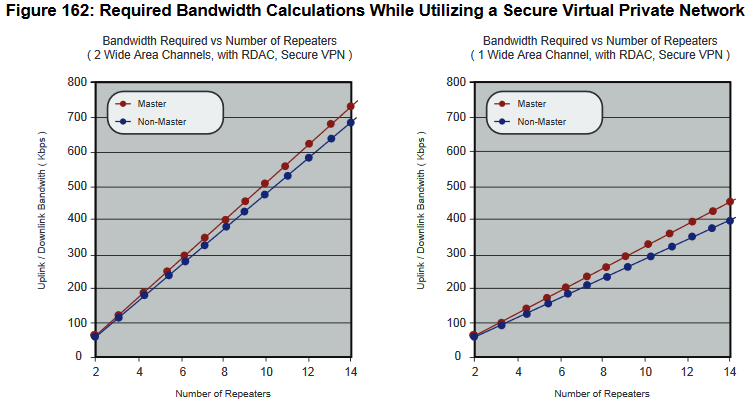 Figure 162: Required Bandwidth Calculations While Utilizing a Secure Virtual Private Network
Bandwidth Required vs Number of Repeaters
( 2 Wide Area Channels, with RDAC, Secure VPN )
800
700
600
500
400
300
200
100
0
Uplink / Downlink Bandwith ( Kbps )
Master
Non-Master
2 4 6 8 10 12 14
Number of Repeaters
Bandwidth Required vs Number of Repeaters
( 1 Wide Area Channel, with RDAC, Secure VPN )
800
700
600
500
400
300
200
100
0
Uplink / Downlink Bandwith ( Kbps )
Master
Non-Master
2 4 6 8 10 12 14
Number of Repeaters